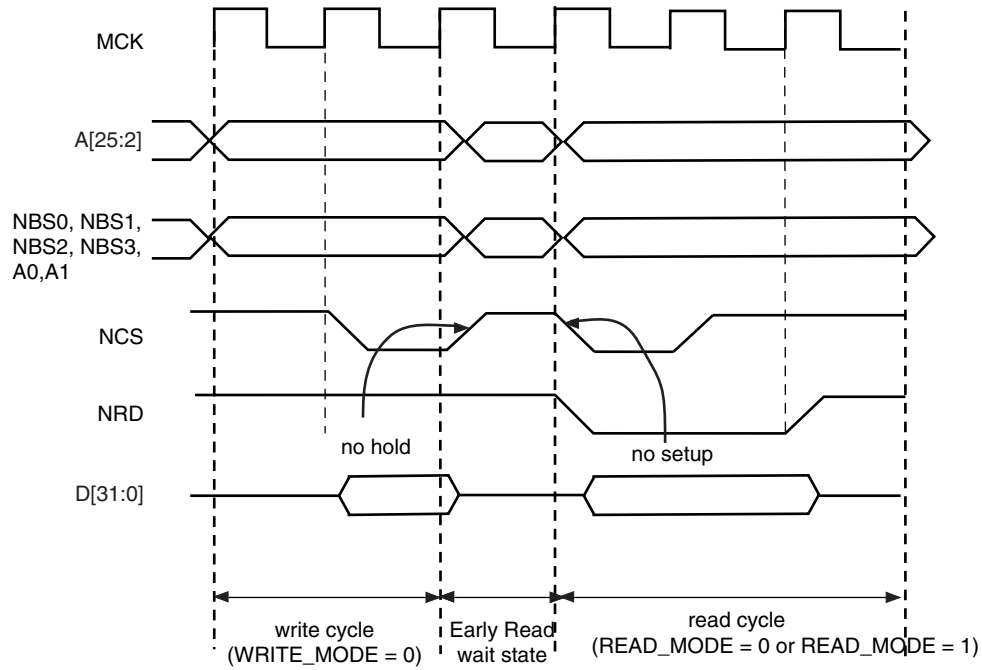 MCK
A[25:2]
NBS0, NBS1,
NBS2, NBS3,
A0,A1
NCS
NRD
no hold
no setup
D[31:0]
write cycle
(WRITE_MODE = 0)
Early Read
wait state
read cycle
(READ_MODE = 0 or READ_MODE = 1)